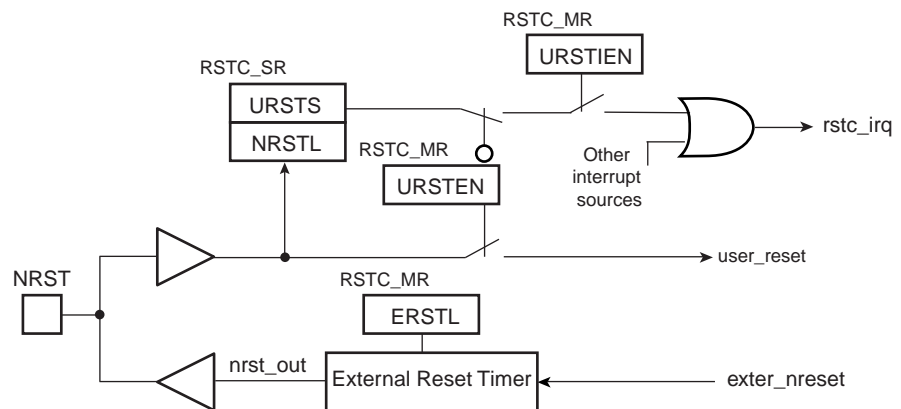 RSTC_MR
URSTIEN
RSTC_SR
URSTS
NRSTL
rstc_irq
RSTC_MR
Other
interrupt
sources
URSTEN
user_reset
NRST
RSTC_MR
ERSTL
nrst_out
External Reset Timer
exter_nreset